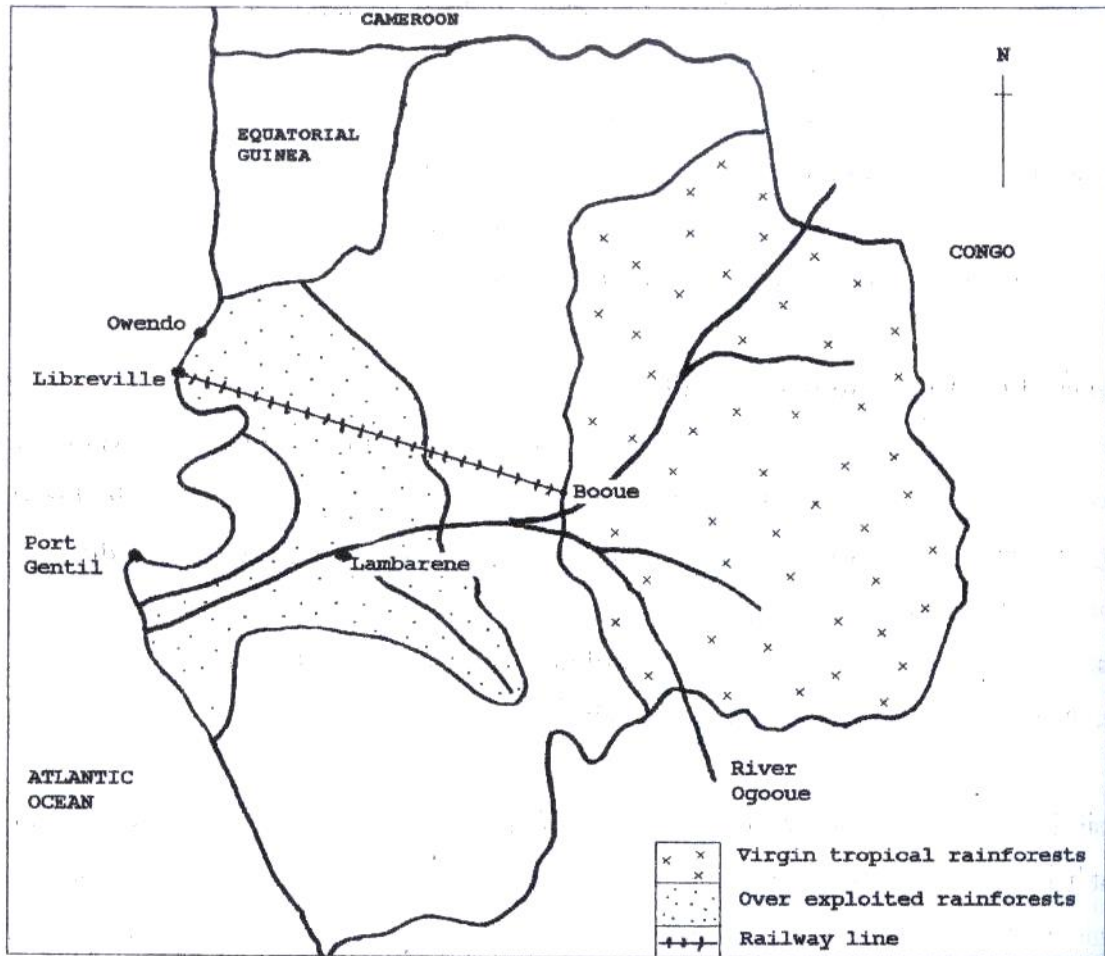 CAMEROON
N
EQUATORIAL
GUINEA
CONGO
Owendo
Libreville
Booue
Port
Gentil
Lambarene
River
Ogooue
ATLANTIC
OCEAN
Virgin tropical rainforests
Over exploited rainforests
Railway line